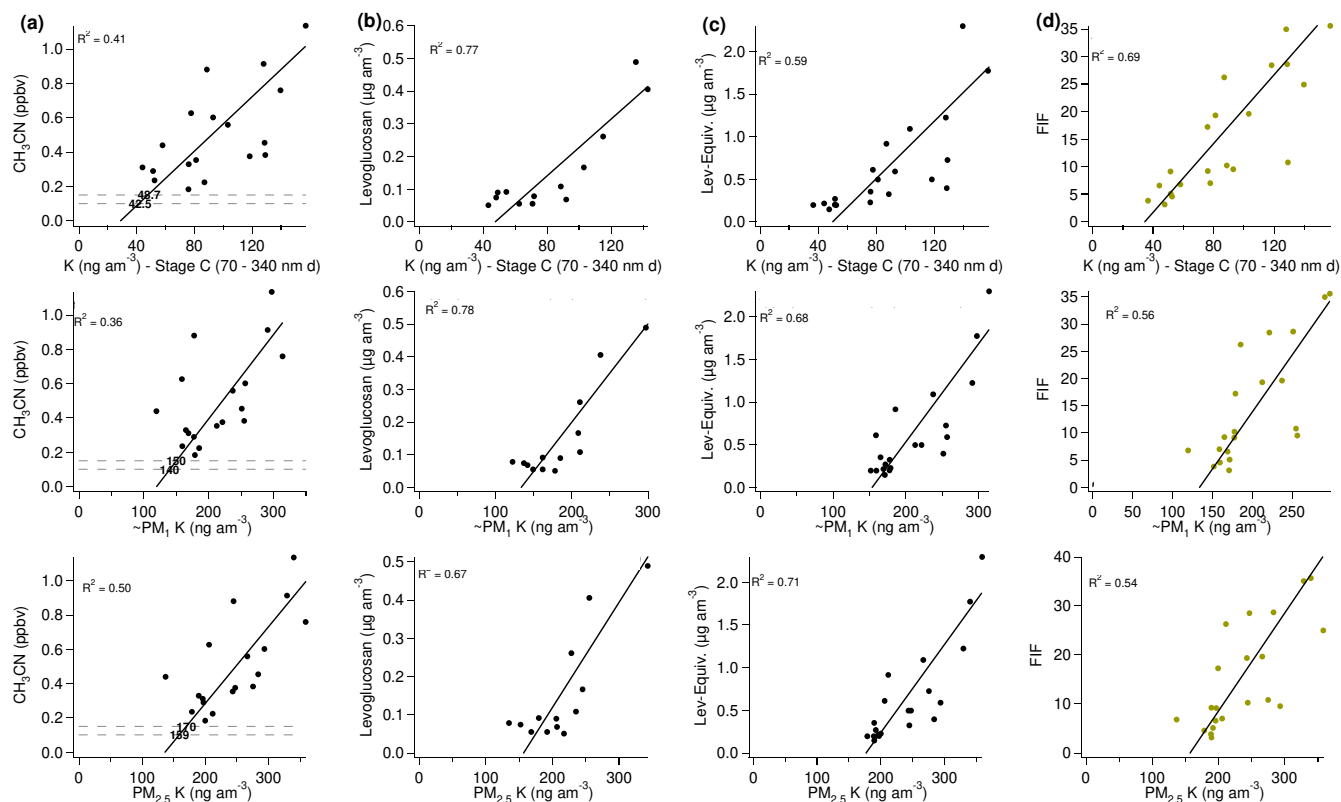 (a)
R² = 0.41
CH₃CN (ppbv)
1.0
0.8
0.6
0.4
0.2
0.0
48.7
42.5
0 40 80 120
K (ng am⁻³) - Stage C (70 - 340 nm d)
(b)
R² = 0.77
Levoglucosan (µg am⁻³)
0.6
0.5
0.4
0.3
0.2
0.1
0.0
0 40 80 120
K (ng am⁻³) - Stage C (70 - 340 nm d)
(c)
R² = 0.59
Lev-Equiv. (µg am⁻³)
2.0
1.5
1.0
0.5
0.0
0 40 80 120
K (ng am⁻³) - Stage C (70 - 340 nm d)
(d)
R² = 0.69
FIF
35
30
25
20
15
10
5
0
0 40 80 120
K (ng am⁻³) - Stage C (70 - 340 nm d)
R² = 0.36
CH₃CN (ppbv)
1.0
0.8
0.6
0.4
0.2
0.0
150
140
0 100 200 300
~PM₁ K (ng am⁻³)
R² = 0.78
Levoglucosan (µg am⁻³)
0.6
0.5
0.4
0.3
0.2
0.1
0.0
0 100 200 300
~PM₁ K (ng am⁻³)
R² = 0.68
Lev-Equiv. (µg am⁻³)
2.0
1.5
1.0
0.5
0.0
0 100 200 300
~PM₁ K (ng am⁻³)
R² = 0.56
FIF
35
30
25
20
15
10
5
0
0 50 100 150 200 250
~PM₁ K (ng am⁻³)
R² = 0.50
CH₃CN (ppbv)
1.0
0.8
0.6
0.4
0.2
0.0
170
159
0 100 200 300
PM₂.₅ K (ng am⁻³)
R² = 0.67
Levoglucosan (µg am⁻³)
0.5
0.4
0.3
0.2
0.1
0.0
0 100 200 300
PM₂.₅ K (ng am⁻³)
R² = 0.71
Lev-Equiv. (µg am⁻³)
2.0
1.5
1.0
0.5
0.0
0 100 200 300
PM₂.₅ K (ng am⁻³)
R² = 0.54
FIF
40
30
20
10
0
0 100 200 300
PM₂.₅ K (ng am⁻³)